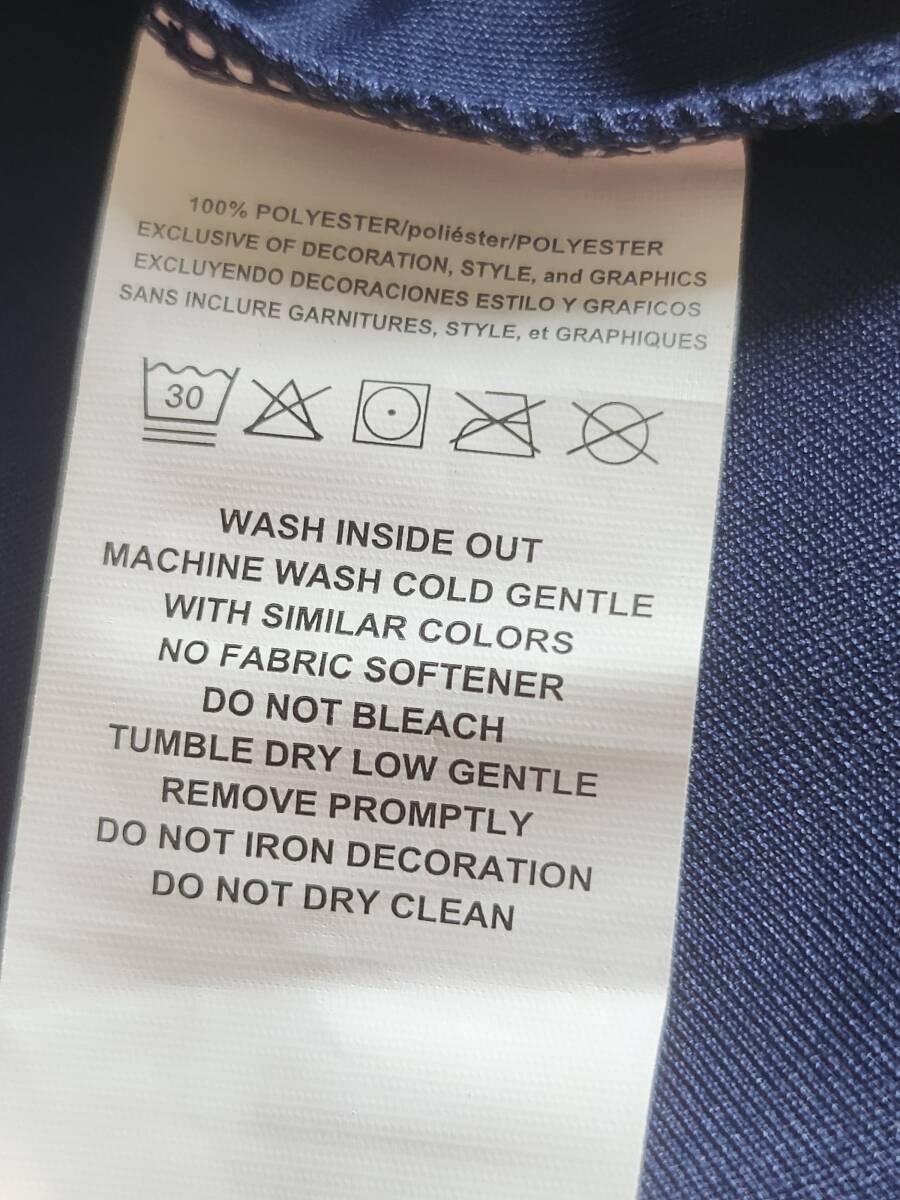 100% POLYESTER/poliéster/POLYESTER
EXCLUSIVE OF DECORATION, STYLE, and GRAPHICS
EXCLUYENDO DECORACIONES ESTILO Y GRAFICOS
SANS INCLURE GARNITURES, STYLE, et GRAPHIQUES
30
WASH INSIDE OUT
MACHINE WASH COLD GENTLE
WITH SIMILAR COLORS
NO FABRIC SOFTENER
DO NOT BLEACH
TUMBLE DRY LOW GENTLE
REMOVE PROMPTLY
DO NOT IRON DECORATION
DO NOT DRY CLEAN